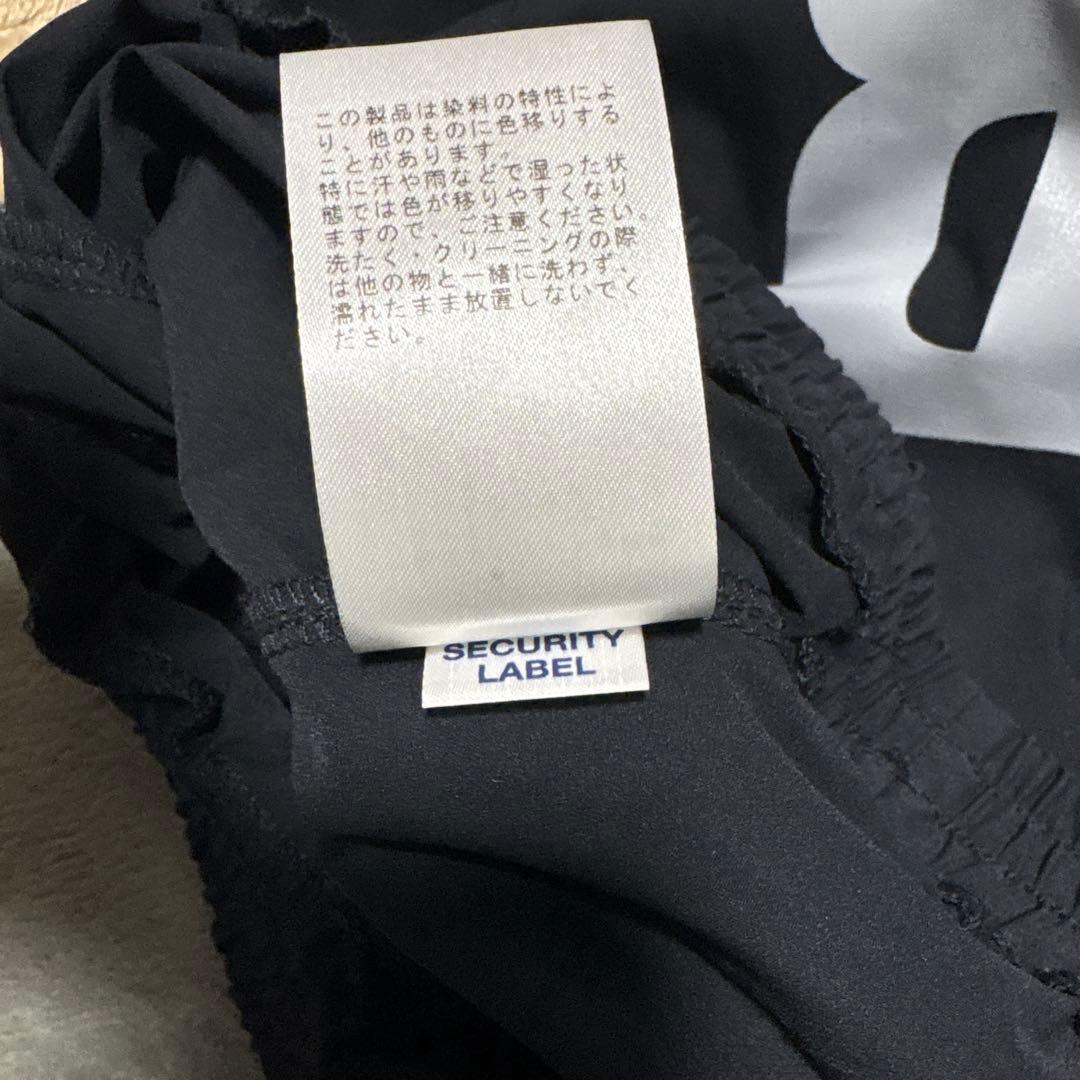 この製品は染料の特性によ
り、他のものに色移りする
ことがあります。
特に汗や雨などで湿った状
態では色が移りやすくなり
ますので、ご注意ください。
洗たく・クリーニングの際
は他の物と一緒に洗わず、
濡れたまま放置しないでく
ださい。
SECURITY
LABEL